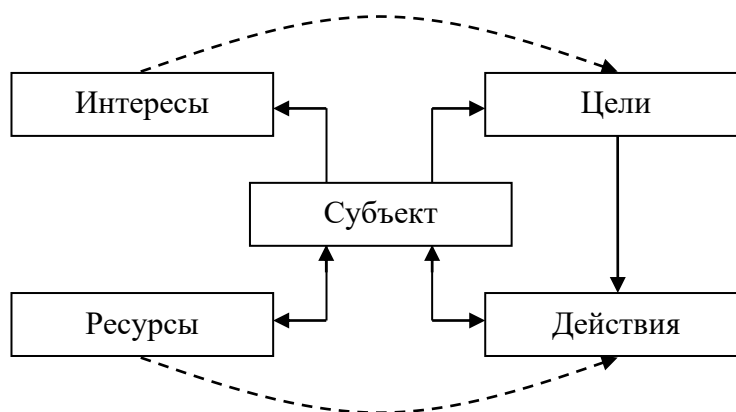 Интересы
Цели
Субъект
Ресурсы
Действия